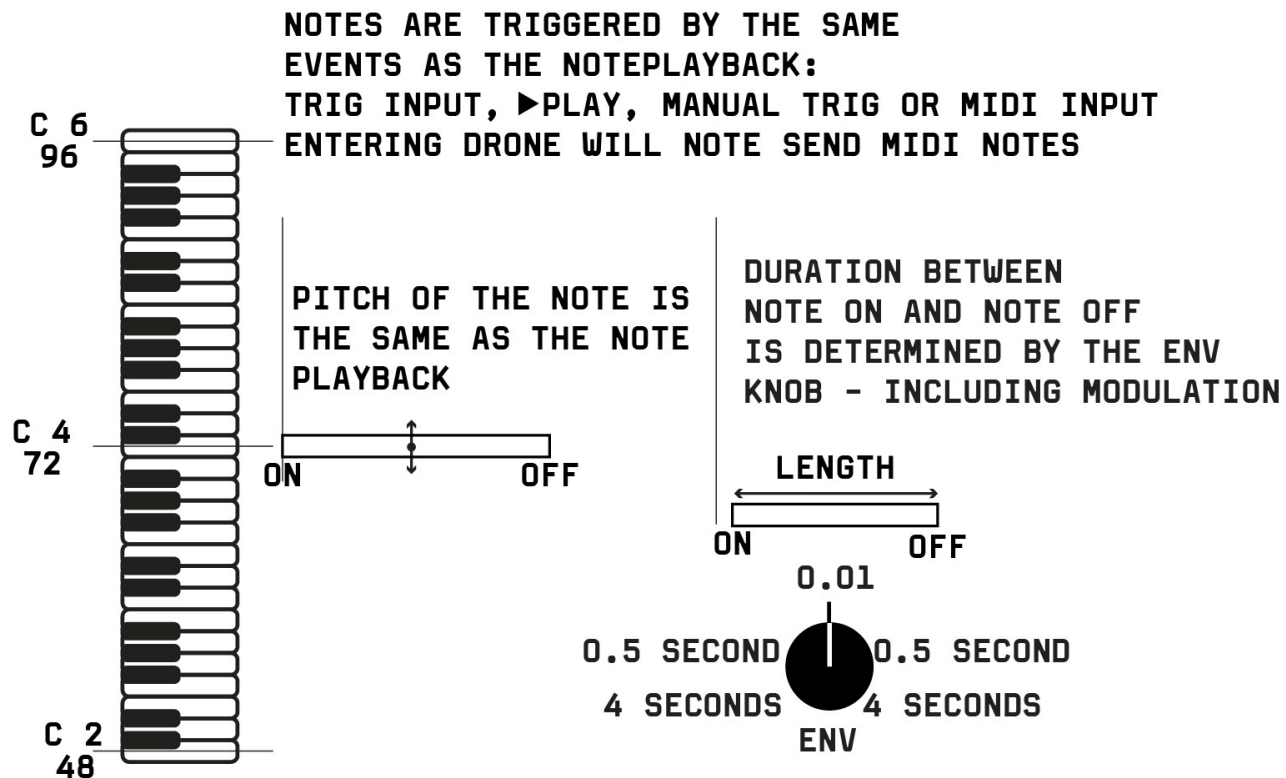 NOTES ARE TRIGGERED BY THE SAME
EVENTS AS THE NOTEPLAYBACK:
TRIG INPUT, ▶PLAY, MANUAL TRIG OR MIDI INPUT
ENTERING DRONE WILL NOTE SEND MIDI NOTES
C 6
96
PITCH OF THE NOTE IS
THE SAME AS THE NOTE
PLAYBACK
DURATION BETWEEN
NOTE ON AND NOTE OFF
IS DETERMINED BY THE ENV
KNOB - INCLUDING MODULATION
C 4
72
ON
OFF
LENGTH
ON
OFF
0.01
0.5 SECOND
0.5 SECOND
4 SECONDS
4 SECONDS
ENV
C 2
48